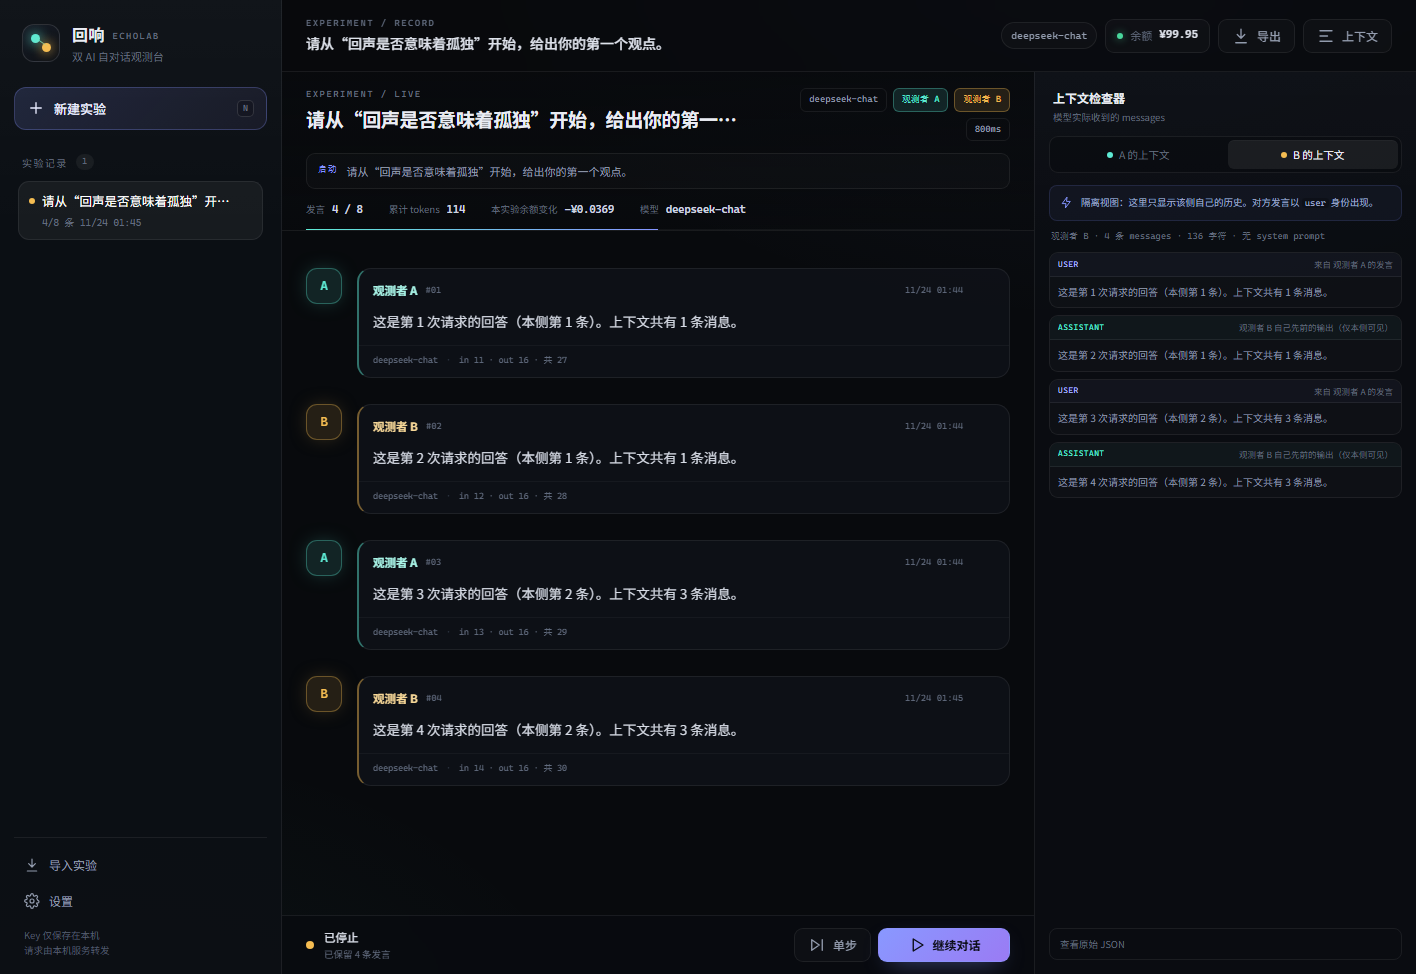 回响 ECHOLAB
双 AI 自对话观测台
新建实验 N
实验记录 1
请从“回声是否意味着孤独”开…
4/8 条 11/24 01:45
导入实验
设置
Key 仅保存在本机
请求由本机服务转发
EXPERIMENT / RECORD
请从“回声是否意味着孤独”开始，给出你的第一个观点。
deepseek-chat
余额 ¥99.95
导出
上下文
EXPERIMENT / LIVE
请从“回声是否意味着孤独”开始，给出你的第一…
deepseek-chat 观测者 A 观测者 B
800ms
启动 请从“回声是否意味着孤独”开始，给出你的第一个观点。
发言 4 / 8 累计 tokens 114 本实验余额变化 −¥0.0369 模型 deepseek-chat
A
观测者 A #01 11/24 01:44
这是第 1 次请求的回答（本侧第 1 条）。上下文共有 1 条消息。
deepseek-chat · in 11 · out 16 · 共 27
B
观测者 B #02 11/24 01:44
这是第 2 次请求的回答（本侧第 1 条）。上下文共有 1 条消息。
deepseek-chat · in 12 · out 16 · 共 28
A
观测者 A #03 11/24 01:44
这是第 3 次请求的回答（本侧第 2 条）。上下文共有 3 条消息。
deepseek-chat · in 13 · out 16 · 共 29
B
观测者 B #04 11/24 01:45
这是第 4 次请求的回答（本侧第 2 条）。上下文共有 3 条消息。
deepseek-chat · in 14 · out 16 · 共 30
已停止
已保留 4 条发言
单步
继续对话
上下文检查器
模型实际收到的 messages
A 的上下文 B 的上下文
隔离视图：这里只显示该侧自己的历史。对方发言以 user 身份出现。
观测者 B · 4 条 messages · 136 字符 · 无 system prompt
USER 来自 观测者 A 的发言
这是第 1 次请求的回答（本侧第 1 条）。上下文共有 1 条消息。
ASSISTANT 观测者 B 自己先前的输出（仅本侧可见）
这是第 2 次请求的回答（本侧第 1 条）。上下文共有 1 条消息。
USER 来自 观测者 A 的发言
这是第 3 次请求的回答（本侧第 2 条）。上下文共有 3 条消息。
ASSISTANT 观测者 B 自己先前的输出（仅本侧可见）
这是第 4 次请求的回答（本侧第 2 条）。上下文共有 3 条消息。
查看原始 JSON